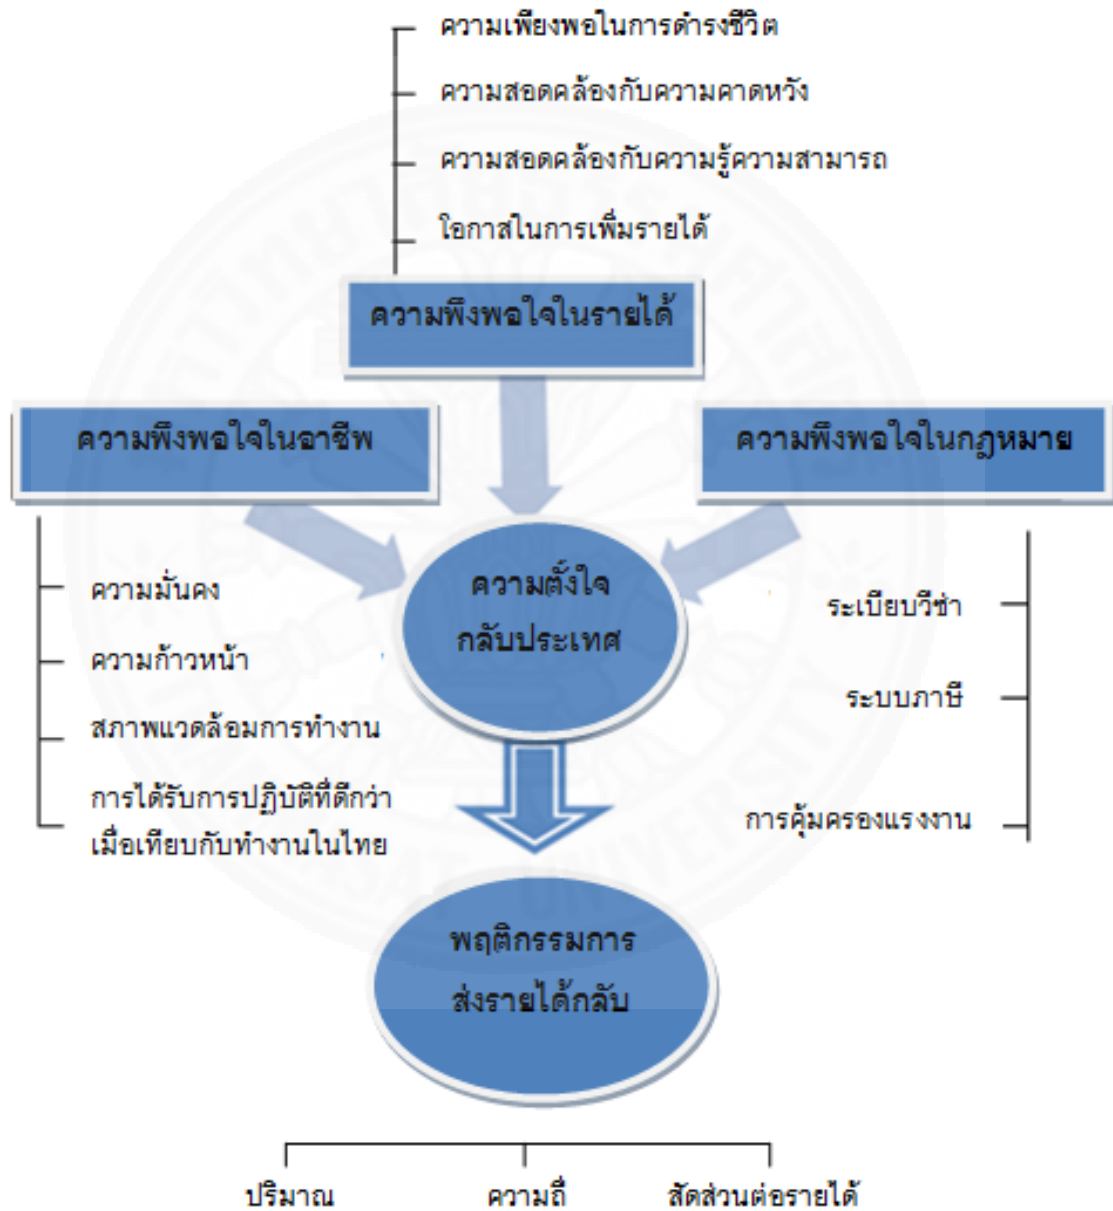 ความเพียงพอในการดำรงชีวิต
ความสอดคล้องกับความคาดหวัง
ความสอดคล้องกับความรู้ความสามารถ
โอกาสในการเพิ่มรายได้
ความพึงพอใจในรายได้
ความพึงพอใจในอาชีพ
ความพึงพอใจในกฎหมาย
ความตั้งใจ
กลับประเทศ
ความมั่นคง
ความก้าวหน้า
สภาพแวดล้อมการทำงาน
การได้รับการปฏิบัติที่ดีกว่า
เมื่อเทียบกับทำงานในไทย
ระเบียบวีซ่า
ระบบภาษี
การคุ้มครองแรงงาน
พฤติกรรมการ
ส่งรายได้กลับ
ปริมาณ
ความถี่
สัดส่วนต่อรายได้